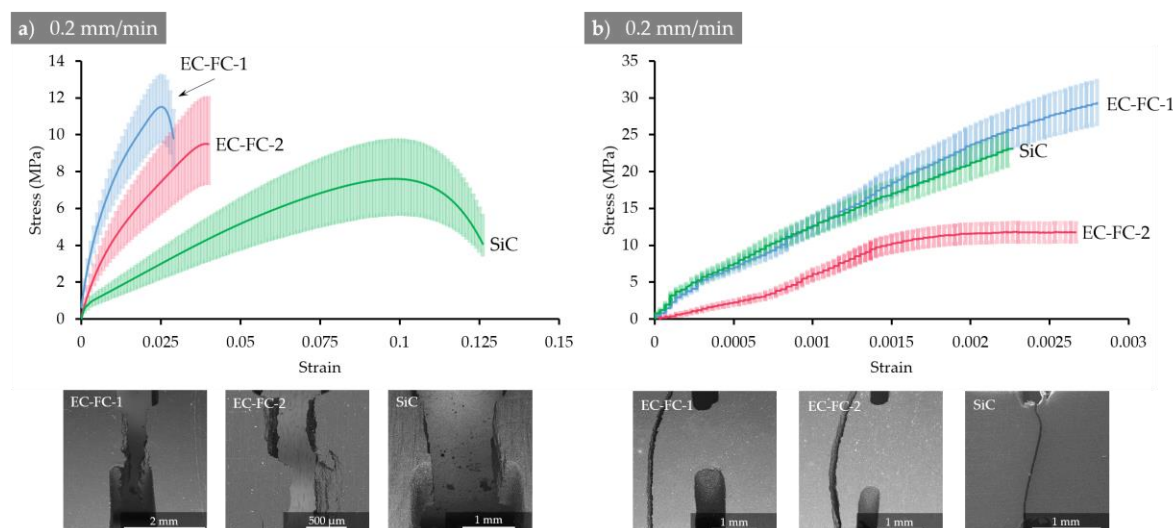 a) 0.2 mm/min
14
12
10
8
6
4
2
0
Stress (MPa)
0 0.025 0.05 0.075 0.1 0.125 0.15
Strain
EC-FC-1
EC-FC-2
SiC
EC-FC-1
2 mm
EC-FC-2
500 µm
SiC
1 mm
b) 0.2 mm/min
35
30
25
20
15
10
5
0
Stress (MPa)
0 0.0005 0.001 0.0015 0.002 0.0025 0.003
Strain
EC-FC-1
SiC
EC-FC-2
EC-FC-1
1 mm
EC-FC-2
1 mm
SiC
1 mm